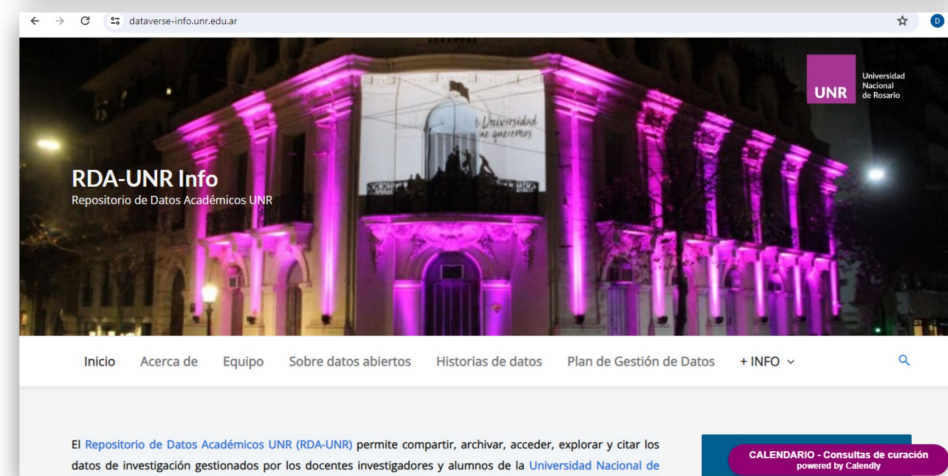 dataverse-info.unr.edu.ar
D
UNR
Universidad
Nacional
de Rosario
Universidad
que queremos
RDA-UNR Info
Repositorio de Datos Académicos UNR
Inicio Acerca de Equipo Sobre datos abiertos Historias de datos Plan de Gestión de Datos + INFO
El Repositorio de Datos Académicos UNR (RDA-UNR) permite compartir, archivar, acceder, explorar y citar los
datos de investigación gestionados por los docentes investigadores y alumnos de la Universidad Nacional de
CALENDARIO - Consultas de curación
powered by Calendly